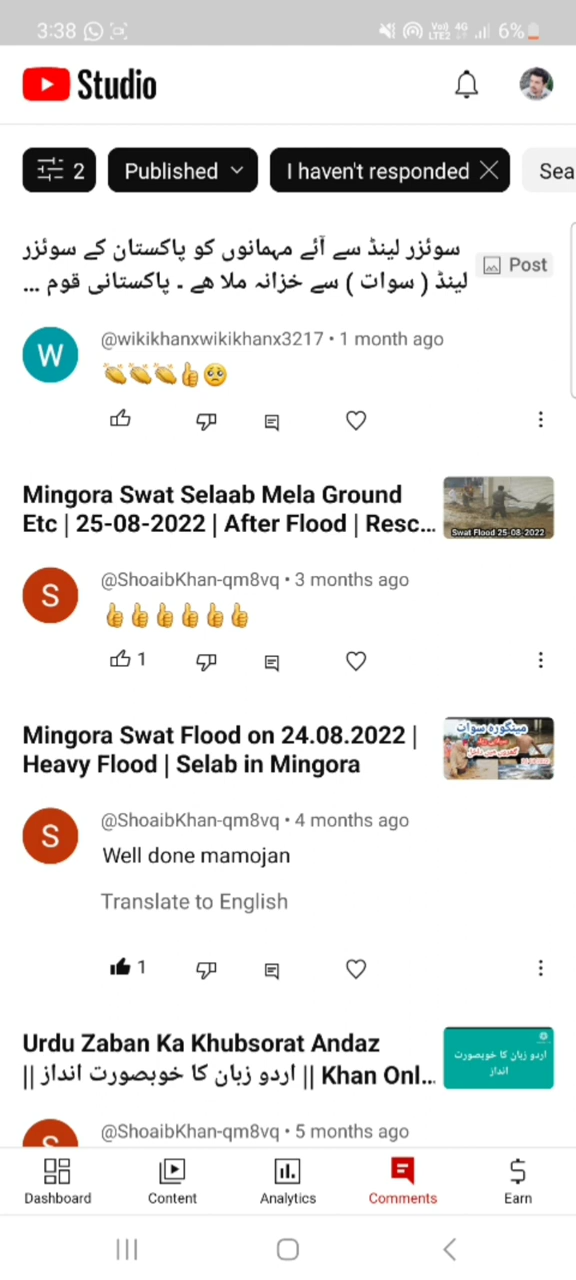 3:38 Vo)) LTE2 4G 6%
Studio
2 Published I haven't responded Sea
سوئزر لینڈ سے آئے مہمانوں کو پاکستان کے سوئزر
لینڈ ( سوات ) سے خزانہ ملا ھے ۔ پاکستانی قوم ...
Post
@wikikhanxwikikhanx3217 • 1 month ago
W
👏👏👏👍🥺
Mingora Swat Selaab Mela Ground
Etc | 25-08-2022 | After Flood | Resc...
Swat Flood 25-08-2022
@ShoaibKhan-qm8vq • 3 months ago
S
👍👍👍👍👍👍
1
Mingora Swat Flood on 24.08.2022 |
Heavy Flood | Selab in Mingora
مینگورہ سوات
@ShoaibKhan-qm8vq • 4 months ago
S
Well done mamojan
Translate to English
1
Urdu Zaban Ka Khubsorat Andaz
|| اردو زبان کا خوبصورت انداز || Khan Onl...
اردو زبان کا خوبصورت
انداز
@ShoaibKhan-qm8vq • 5 months ago
S
Dashboard Content Analytics Comments Earn